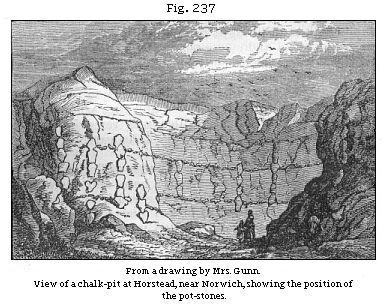 Fig. 237
From a drawing by Mrs. Gunn.
View of a chalk-pit at Horstead, near Norwich, showing the position of
the pot-stones.